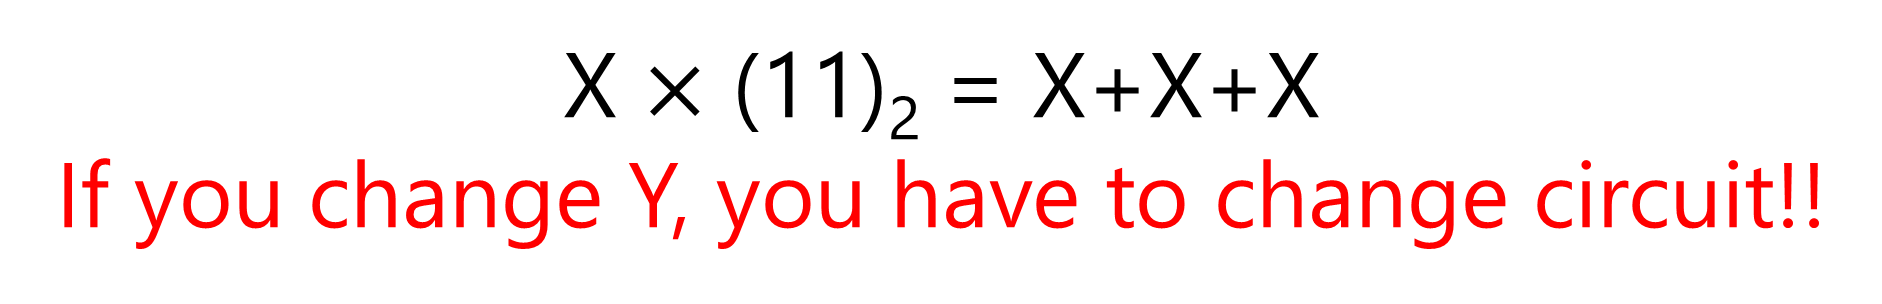 X × (11)₂ = X+X+X
If you change Y, you have to change circuit!!